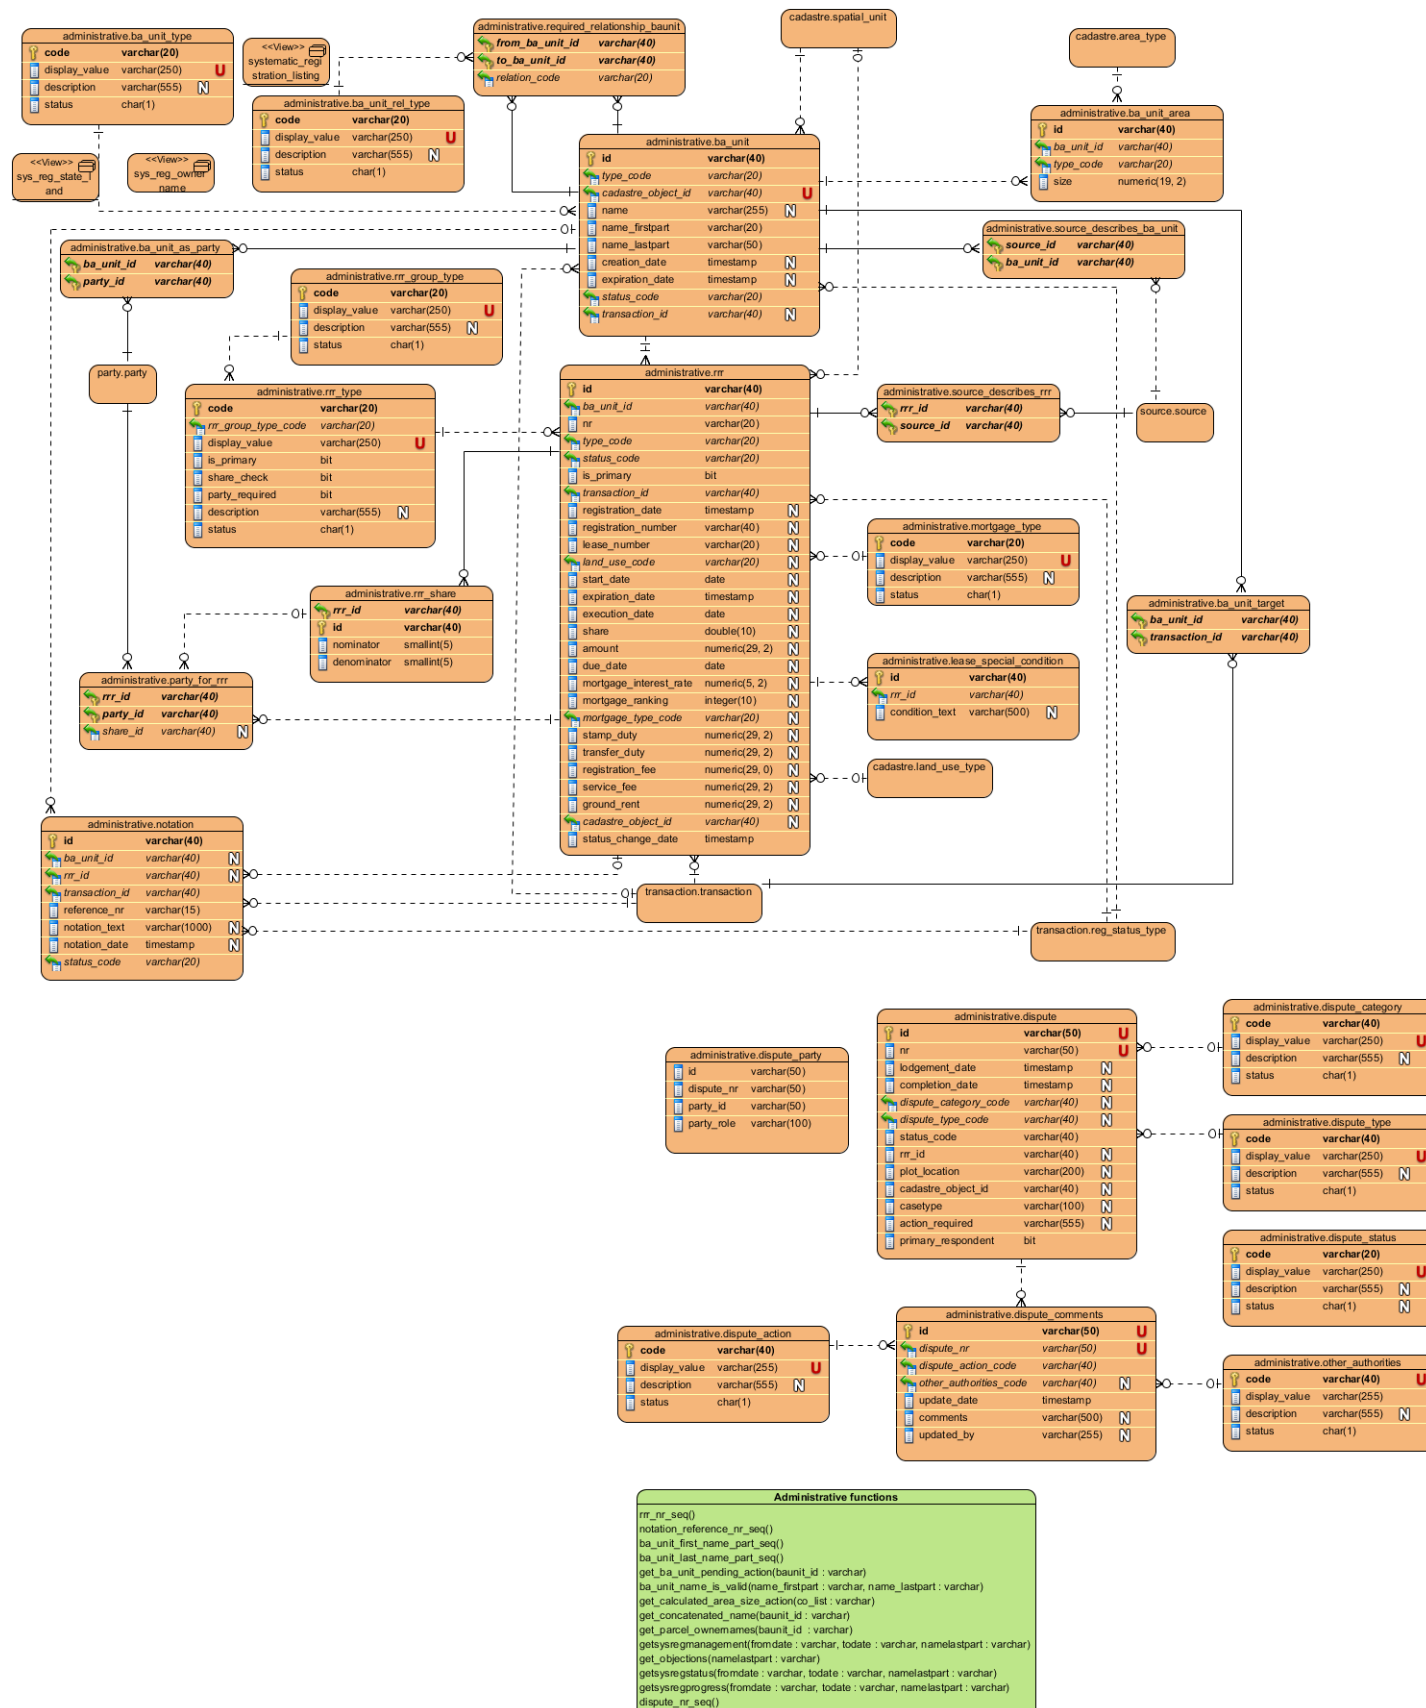 administrative.ba_unit_type
code varchar(20)
display_value varchar(250) U
description varchar(555) N
status char(1)
<<View>>
systematic_regi
stration_listing
administrative.required_relationship_baunit
from_ba_unit_id varchar(40)
to_ba_unit_id varchar(40)
relation_code varchar(20)
cadastre.spatial_unit
cadastre.area_type
administrative.ba_unit_rel_type
code varchar(20)
display_value varchar(250) U
description varchar(555) N
status char(1)
<<View>>
sys_reg_state_l
and
<<View>>
sys_reg_owner_
name
administrative.ba_unit
id varchar(40)
type_code varchar(20)
cadastre_object_id varchar(40) U
name varchar(255) N
name_firstpart varchar(20)
name_lastpart varchar(50)
creation_date timestamp N
expiration_date timestamp N
status_code varchar(20)
transaction_id varchar(40) N
administrative.ba_unit_area
id varchar(40)
ba_unit_id varchar(40)
type_code varchar(20)
size numeric(19, 2)
administrative.source_describes_ba_unit
source_id varchar(40)
ba_unit_id varchar(40)
administrative.ba_unit_as_party
ba_unit_id varchar(40)
party_id varchar(40)
administrative.rrr_group_type
code varchar(20)
display_value varchar(250) U
description varchar(555) N
status char(1)
party.party
administrative.rrr_type
code varchar(20)
rrr_group_type_code varchar(20)
display_value varchar(250) U
is_primary bit
share_check bit
party_required bit
description varchar(555) N
status char(1)
administrative.rrr
id varchar(40)
ba_unit_id varchar(40)
nr varchar(20)
type_code varchar(20)
status_code varchar(20)
is_primary bit
transaction_id varchar(40)
registration_date timestamp N
registration_number varchar(40) N
lease_number varchar(20) N
land_use_code varchar(20) N
start_date date N
expiration_date timestamp N
execution_date date N
share double(10) N
amount numeric(29, 2) N
due_date date N
mortgage_interest_rate numeric(5, 2) N
mortgage_ranking integer(10) N
mortgage_type_code varchar(20) N
stamp_duty numeric(29, 2) N
transfer_duty numeric(29, 2) N
registration_fee numeric(29, 0) N
service_fee numeric(29, 2) N
ground_rent numeric(29, 2) N
cadastre_object_id varchar(40) N
status_change_date timestamp
administrative.source_describes_rrr
rrr_id varchar(40)
source_id varchar(40)
source.source
administrative.mortgage_type
code varchar(20)
display_value varchar(250) U
description varchar(555) N
status char(1)
administrative.rrr_share
rrr_id varchar(40)
id varchar(40)
nominator smallint(5)
denominator smallint(5)
administrative.ba_unit_target
ba_unit_id varchar(40)
transaction_id varchar(40)
administrative.lease_special_condition
id varchar(40)
rrr_id varchar(40)
condition_text varchar(500) N
administrative.party_for_rrr
rrr_id varchar(40)
party_id varchar(40)
share_id varchar(40) N
cadastre.land_use_type
administrative.notation
id varchar(40)
ba_unit_id varchar(40) N
rrr_id varchar(40) N
transaction_id varchar(40)
reference_nr varchar(15)
notation_text varchar(1000) N
notation_date timestamp N
status_code varchar(20)
transaction.transaction
transaction.reg_status_type
administrative.dispute_party
id varchar(50)
dispute_nr varchar(50)
party_id varchar(50)
party_role varchar(100)
administrative.dispute
id varchar(50) U
nr varchar(50) U
lodgement_date timestamp N
completion_date timestamp N
dispute_category_code varchar(40) N
dispute_type_code varchar(40) N
status_code varchar(40)
rrr_id varchar(40) N
plot_location varchar(200) N
cadastre_object_id varchar(40) N
casetype varchar(100) N
action_required varchar(555) N
primary_respondent bit
administrative.dispute_category
code varchar(40)
display_value varchar(250) U
description varchar(555) N
status char(1)
administrative.dispute_type
code varchar(40)
display_value varchar(250) U
description varchar(555) N
status char(1)
administrative.dispute_status
code varchar(20)
display_value varchar(250) U
description varchar(555) N
status char(1) N
administrative.dispute_action
code varchar(40)
display_value varchar(255) U
description varchar(555) N
status char(1)
administrative.dispute_comments
id varchar(50) U
dispute_nr varchar(50) U
dispute_action_code varchar(40)
other_authorities_code varchar(40) N
update_date timestamp
comments varchar(500) N
updated_by varchar(255) N
administrative.other_authorities
code varchar(40) U
display_value varchar(255)
description varchar(555) N
status char(1)
Administrative functions
rrr_nr_seq()
notation_reference_nr_seq()
ba_unit_first_name_part_seq()
ba_unit_last_name_part_seq()
get_ba_unit_pending_action(baunit_id : varchar)
ba_unit_name_is_valid(name_firstpart : varchar, name_lastpart : varchar)
get_calculated_area_size_action(co_list : varchar)
get_concatenated_name(baunit_id : varchar)
get_parcel_ownernames(baunit_id : varchar)
getsysregmanagement(fromdate : varchar, todate : varchar, namelastpart : varchar)
get_objections(namelastpart : varchar)
getsysregstatus(fromdate : varchar, todate : varchar, namelastpart : varchar)
getsysregprogress(fromdate : varchar, todate : varchar, namelastpart : varchar)
dispute_nr_seq()